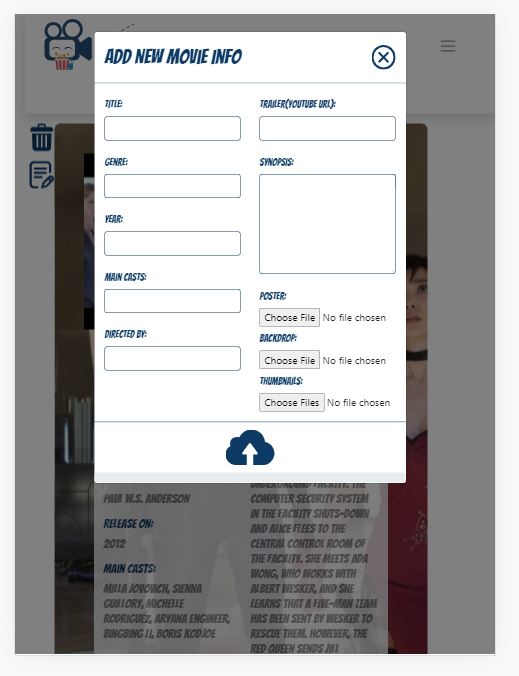 ADD NEW MOVIE INFO
TITLE:
GENRE:
YEAR:
MAIN CASTS:
DIRECTED BY:
TRAILER(YOUTUBE URL):
SYNOPSIS:
POSTER:
Choose File No file chosen
BACKDROP:
Choose File No file chosen
THUMBNAILS:
Choose Files No file chosen
PAUL W.S. ANDERSON
RELEASE ON:
2012
MAIN CASTS:
MILLA JOVOVICH, SIENNA
GUILLORY, MICHELLE
RODRIGUEZ, ARYANA ENGINEER,
BINGBING LI, BORIS KODJOE
UNDERGROUND FACILITY. THE
COMPUTER SECURITY SYSTEM
IN THE FACILITY SHUTS-DOWN
AND ALICE FLEES TO THE
CENTRAL CONTROL ROOM OF
THE FACILITY. SHE MEETS ADA
WONG, WHO WORKS WITH
ALBERT WESKER, AND SHE
LEARNS THAT A FIVE-MAN TEAM
HAS BEEN SENT BY WESKER TO
RESCUE THEM. HOWEVER, THE
RED QUEEN SENDS JILL